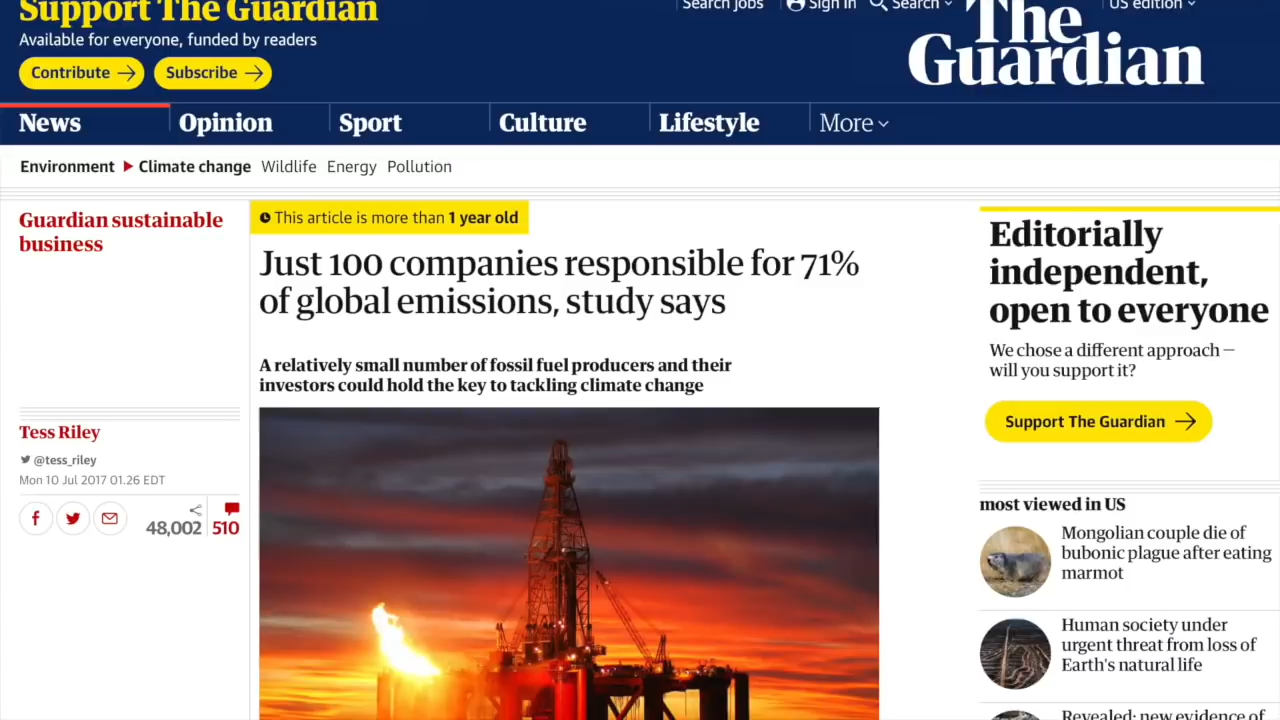 Support The Guardian
Available for everyone, funded by readers
Contribute
Subscribe
Search jobs
Sign in
Search
US edition
The
Guardian
News
Opinion
Sport
Culture
Lifestyle
More
Environment
Climate change
Wildlife
Energy
Pollution
Guardian sustainable
business
This article is more than 1 year old
Just 100 companies responsible for 71%
of global emissions, study says
A relatively small number of fossil fuel producers and their
investors could hold the key to tackling climate change
Tess Riley
@tess_riley
Mon 10 Jul 2017 01.26 EDT
48,002
510
Editorially
independent,
open to everyone
We chose a different approach —
will you support it?
Support The Guardian
most viewed in US
Mongolian couple die of
bubonic plague after eating
marmot
Human society under
urgent threat from loss of
Earth's natural life
Revealed: new evidence of